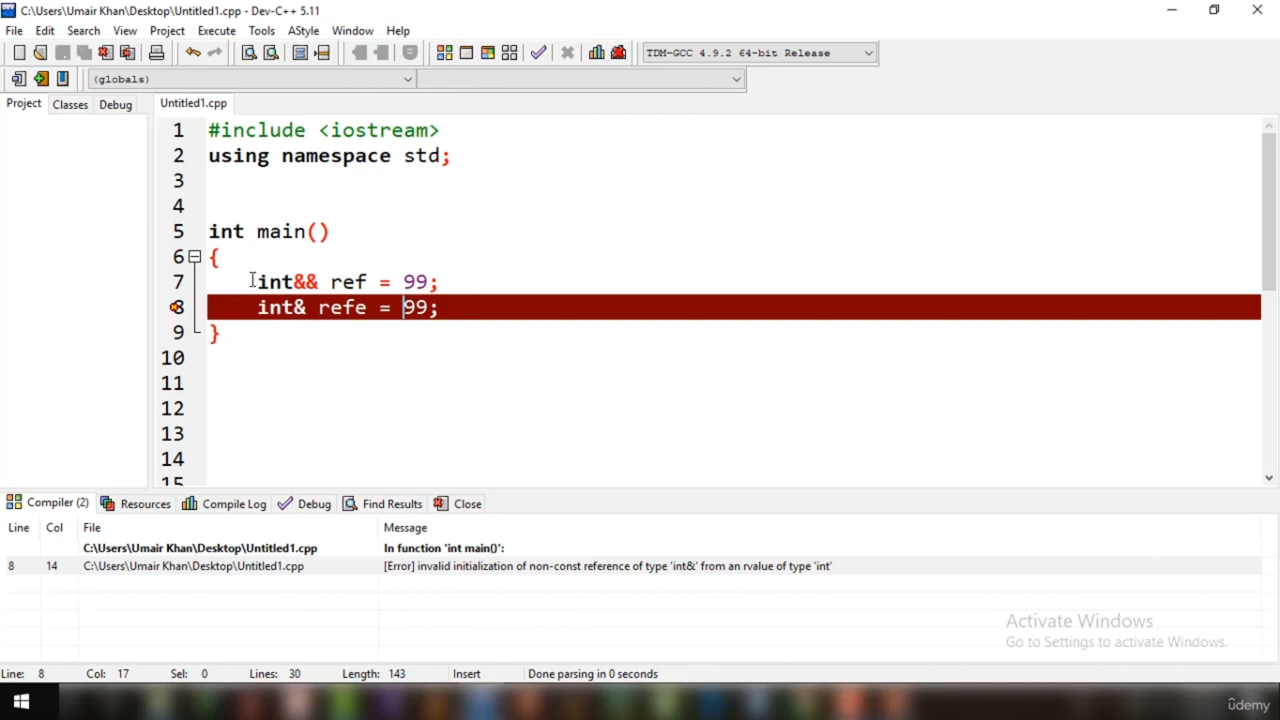 C:\Users\Umair Khan\Desktop\Untitled1.cpp - Dev-C++ 5.11
File Edit Search View Project Execute Tools AStyle Window Help
TDM-GCC 4.9.2 64-bit Release
(globals)
Project Classes Debug Untitled1.cpp
1 #include <iostream>
2 using namespace std;
3
4
5 int main()
6 {
7 int&& ref = 99;
8 int& refe = 99;
9 }
10
11
12
13
14
15
Compiler (2) Resources Compile Log Debug Find Results Close
Line Col File Message
C:\Users\Umair Khan\Desktop\Untitled1.cpp In function 'int main()':
8 14 C:\Users\Umair Khan\Desktop\Untitled1.cpp [Error] invalid initialization of non-const reference of type 'int&' from an rvalue of type 'int'
Activate Windows
Go to Settings to activate Windows.
Line: 8 Col: 17 Sel: 0 Lines: 30 Length: 143 Insert Done parsing in 0 seconds
ûdemy